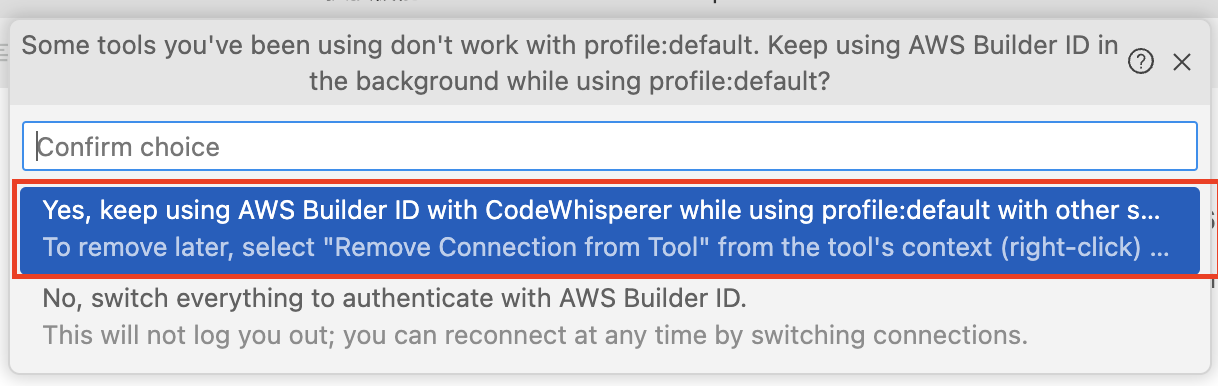 Some tools you've been using don't work with profile:default. Keep using AWS Builder ID in
the background while using profile:default?
Confirm choice
Yes, keep using AWS Builder ID with CodeWhisperer while using profile:default with other s...
To remove later, select "Remove Connection from Tool" from the tool's context (right-click) ...
No, switch everything to authenticate with AWS Builder ID.
This will not log you out; you can reconnect at any time by switching connections.